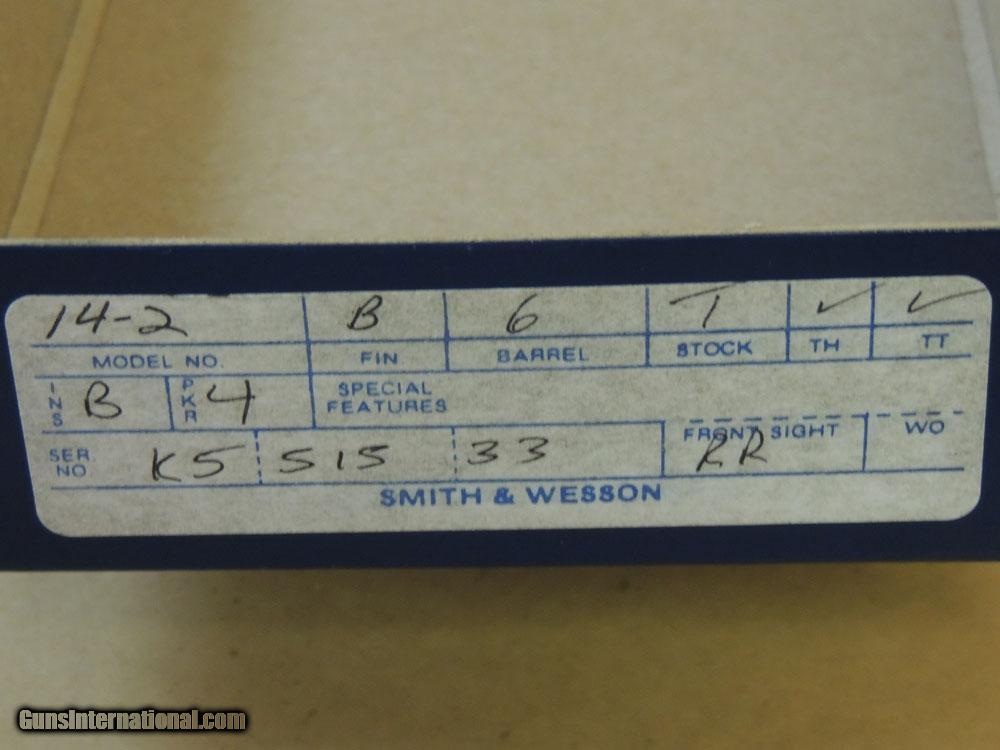 14-2 B 6 T ✓ ✓
MODEL NO. FIN BARREL STOCK TH TT
INS B PKR 4 SPECIAL
FEATURES
FRONT SIGHT WO
SER.
NO K5 515 33 RR
SMITH & WESSON
GunsInternational.com